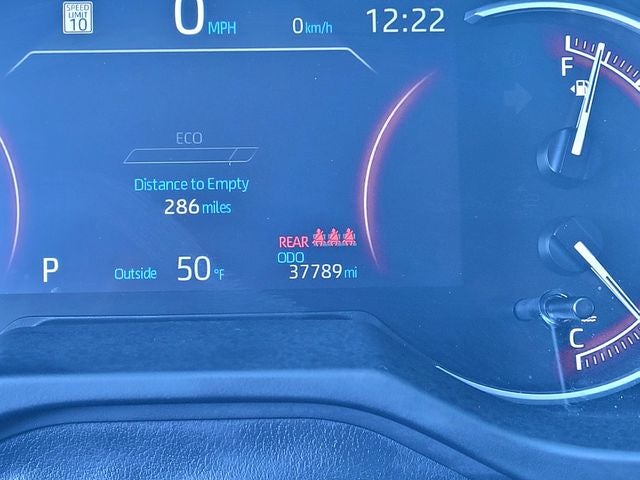 SPEED
LIMIT
10
0 MPH
0 km/h
12:22
F
ECO
Distance to Empty
286 miles
REAR
ODO
37789 mi
P
Outside 50 °F
C